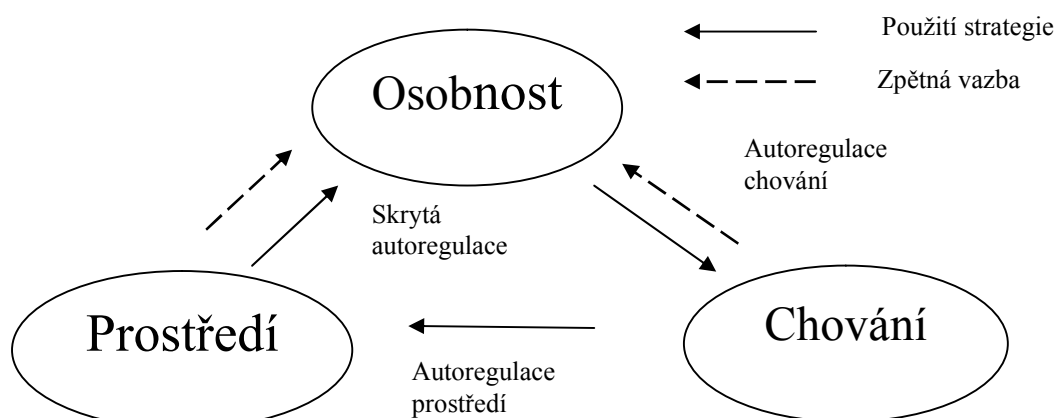 Použití strategie
Osobnost
Zpětná vazba
Autoregulace
chování
Skrytá
autoregulace
Prostředí
Chování
Autoregulace
prostředí